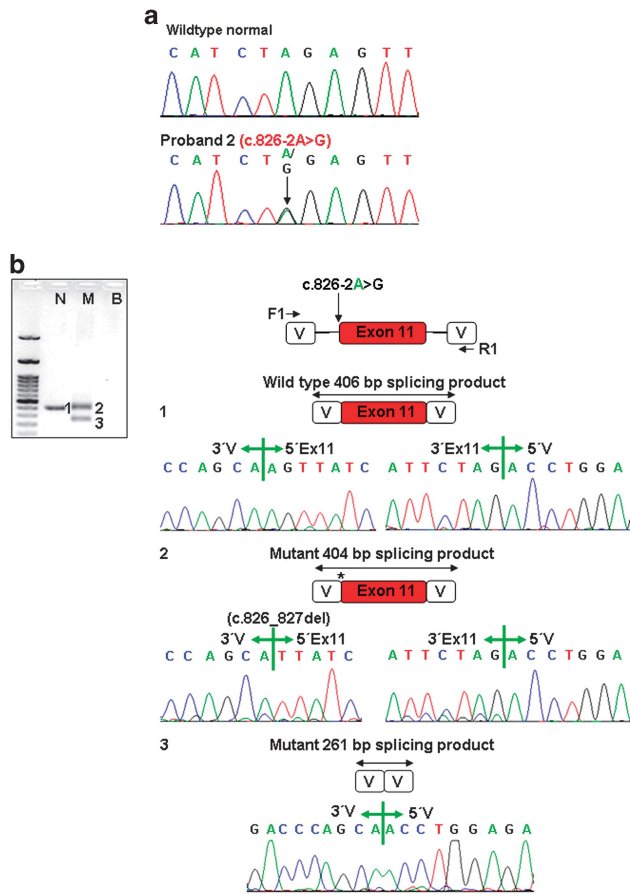 a
Wildtype normal
C A T C T A G A G T T
Proband 2 (c.826-2A>G)
C A T C T A/G G A G T T
b
N M B
1 2
3
c.826-2A>G
F1
V Exon 11 V
R1
Wild type 406 bp splicing product
1
V Exon 11 V
3´V 5´Ex11 3´Ex11 5´V
C C A G C A A G T T A T C A T T C T A G A C C T G G A
2
Mutant 404 bp splicing product
*
V Exon 11 V
(c.826_827del)
3´V 5´Ex11 3´Ex11 5´V
C C A G C A T T A T C A T T C T A G A C C T G G A
3
Mutant 261 bp splicing product
V V
3´V 5´V
G A C C C A G C A A C C T G G A G A